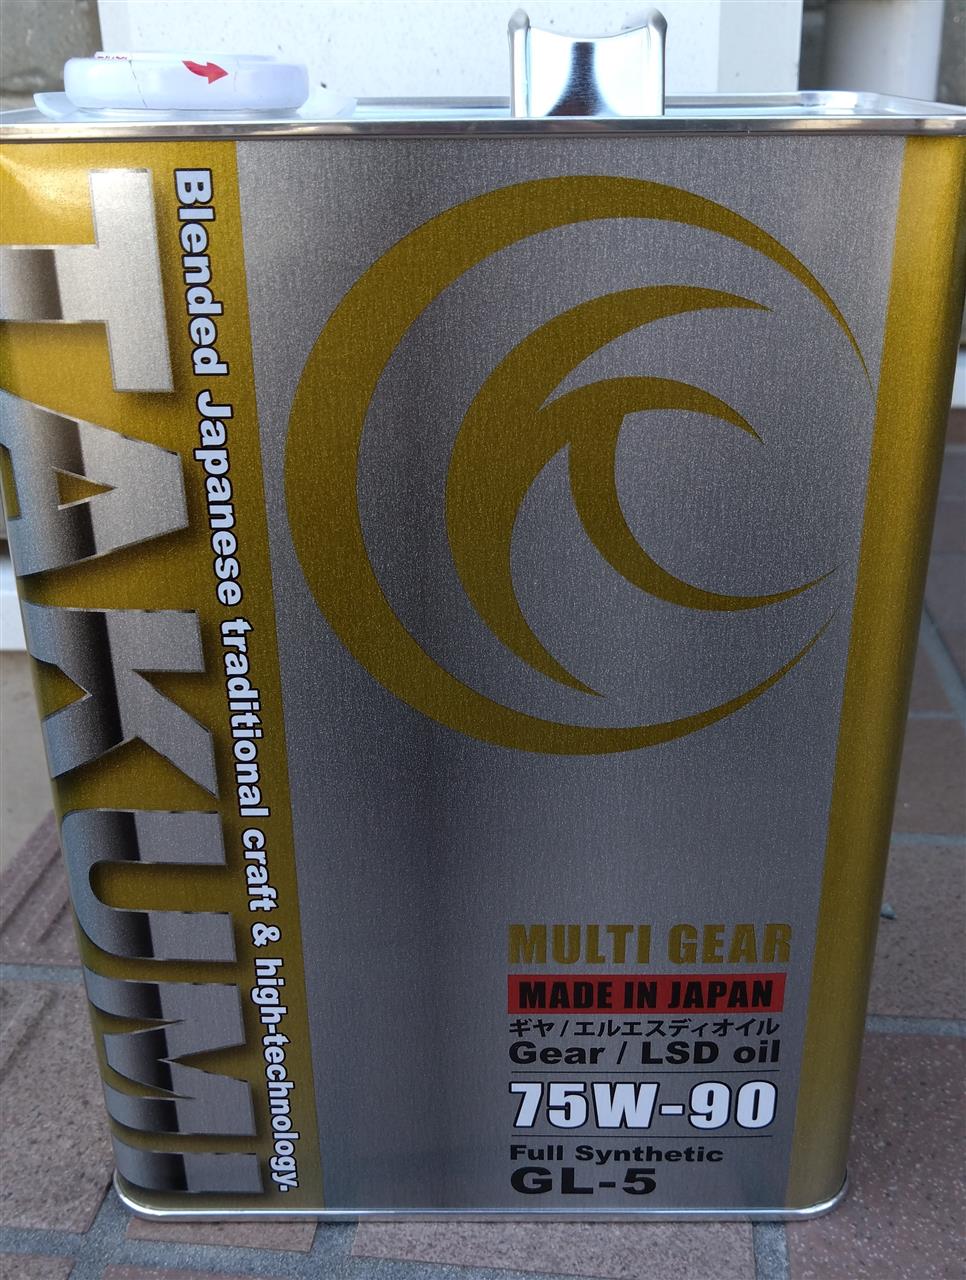 TAKUMI
Blended Japanese traditional craft & high-technology.
MULTI GEAR
MADE IN JAPAN
ギヤ/エルエスディオイル
Gear / LSD oil
75W-90
Full Synthetic
GL-5